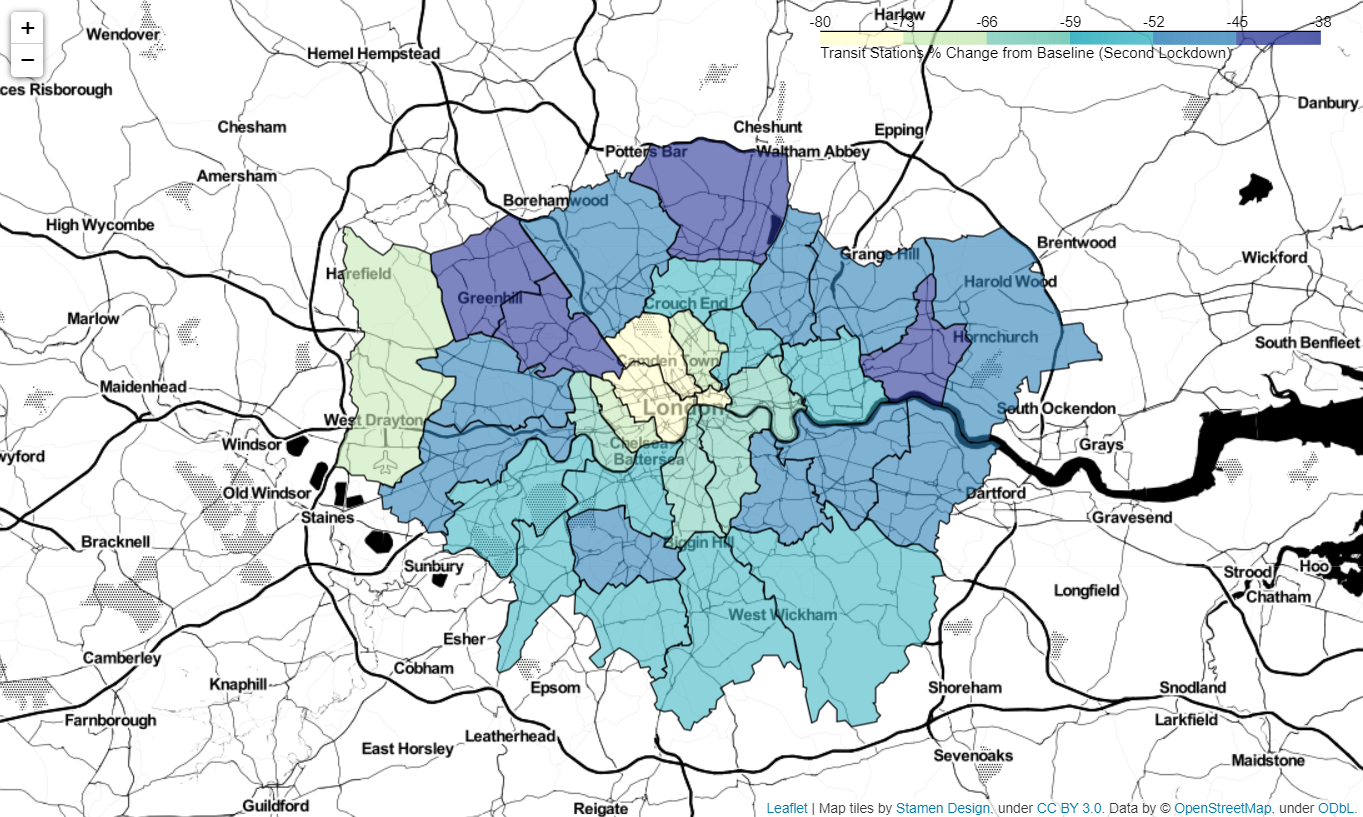 +
−
-80 -73 -66 -59 -52 -45 -38
Transit Stations % Change from Baseline (Second Lockdown)
Harlow
Wendover
Hemel Hempstead
ces Risborough
Danbury
Chesham
Cheshunt
Epping
Potters Bar
Waltham Abbey
Amersham
Borehamwood
High Wycombe
Brentwood
Grange Hill
Wickford
Harefield
Harold Wood
Greenhill
Crouch End
Marlow
Hornchurch
South Benfleet
Camden Town
Maidenhead
London
South Ockendon
West Drayton
Windsor
Chelsea
Grays
wyford
Battersea
Old Windsor
Dartford
Staines
Gravesend
Bracknell
Biggin Hill
Sunbury
Strood
Hoo
Longfield
Chatham
West Wickham
Esher
Camberley
Cobham
Knaphill
Epsom
Shoreham
Snodland
Farnborough
Larkfield
Leatherhead
East Horsley
Sevenoaks
Maidstone
Guildford
Reigate
Leaflet | Map tiles by Stamen Design, under CC BY 3.0. Data by © OpenStreetMap, under ODbL.